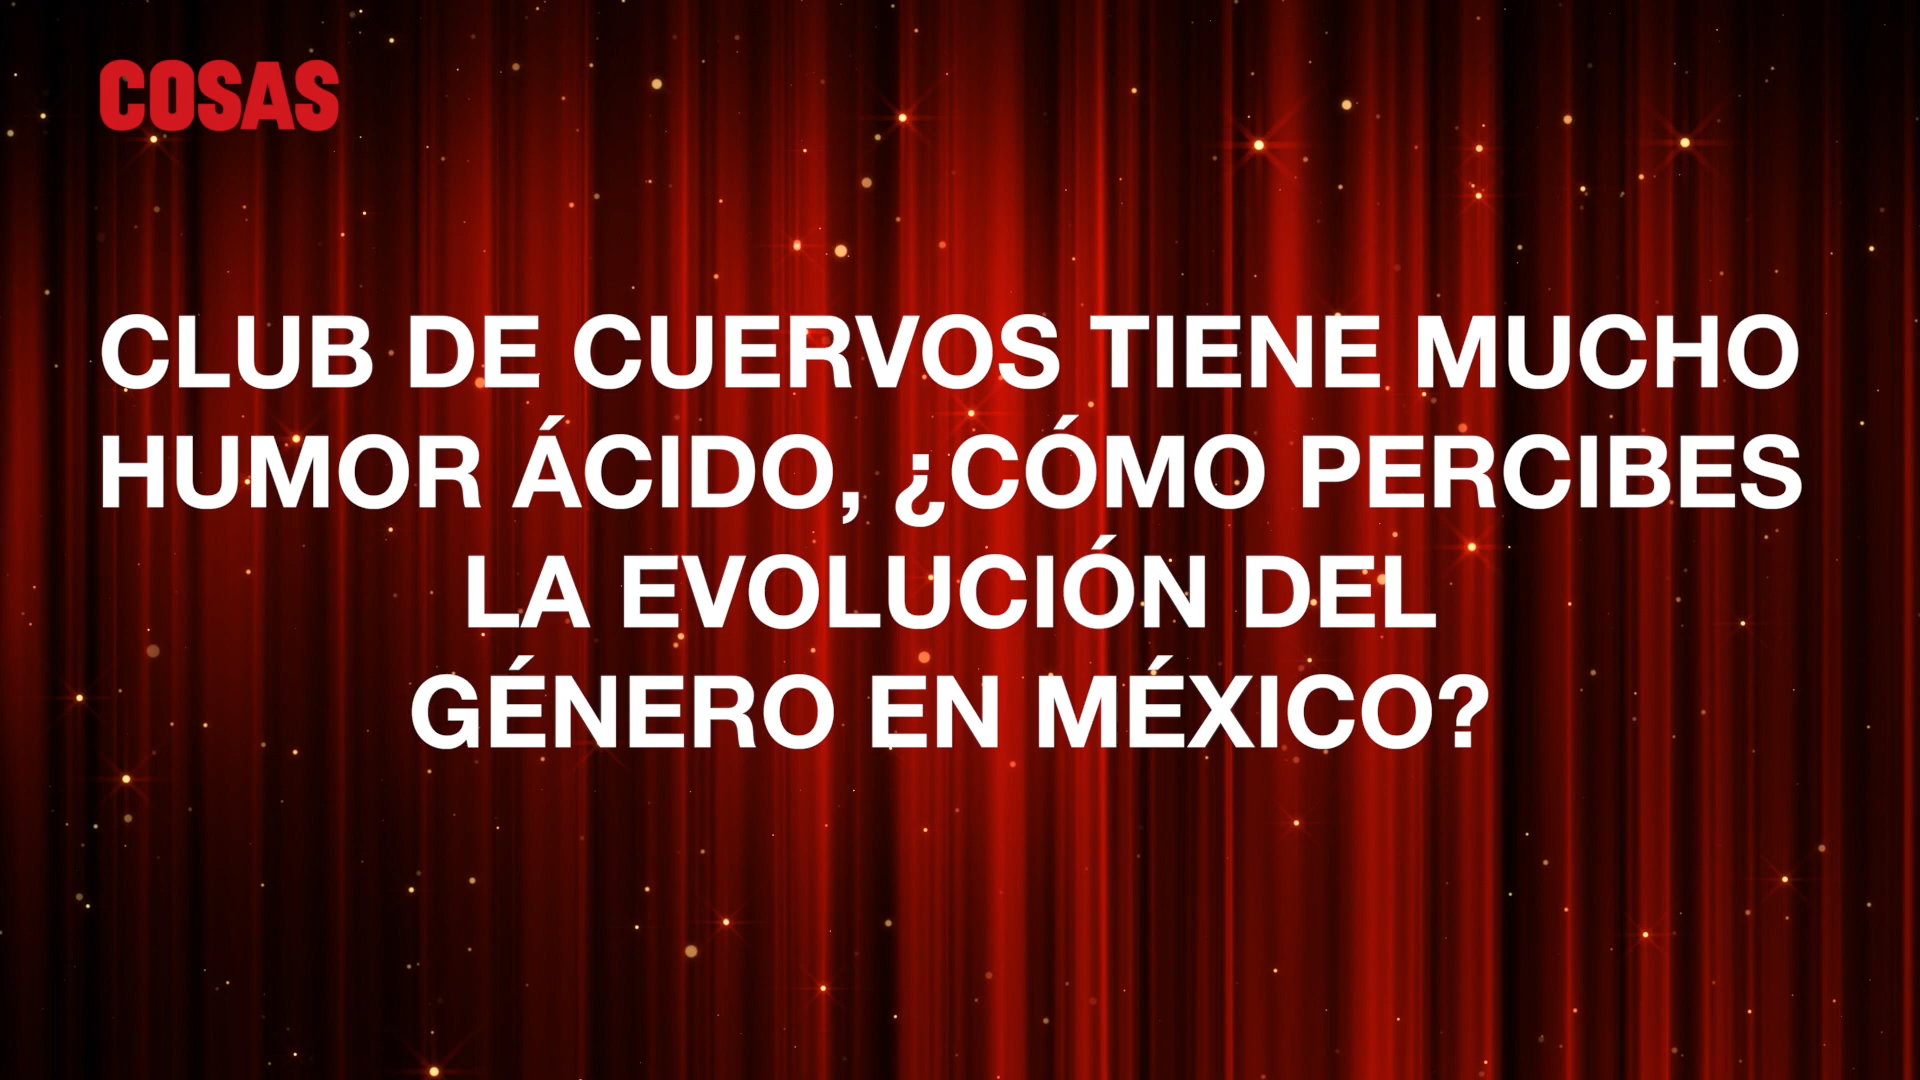 COSAS
CLUB DE CUERVOS TIENE MUCHO
HUMOR ÁCIDO, ¿CÓMO PERCIBES
LA EVOLUCIÓN DEL
GÉNERO EN MÉXICO?